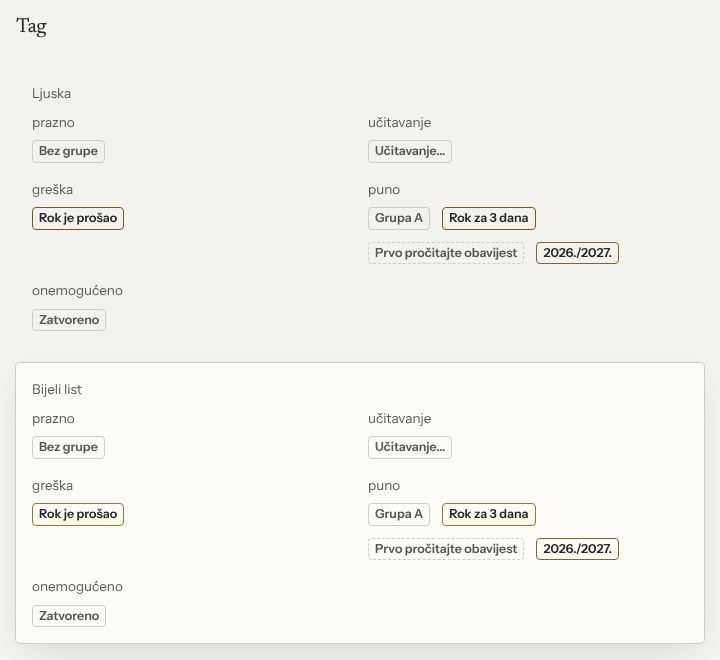 Tag
Ljuska
prazno
učitavanje
Bez grupe
Učitavanje…
greška
puno
Rok je prošao
Grupa A
Rok za 3 dana
Prvo pročitajte obavijest
2026./2027.
onemogućeno
Zatvoreno
Bijeli list
prazno
učitavanje
Bez grupe
Učitavanje…
greška
puno
Rok je prošao
Grupa A
Rok za 3 dana
Prvo pročitajte obavijest
2026./2027.
onemogućeno
Zatvoreno